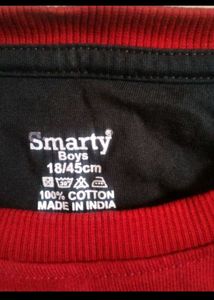 Smarty
Boys
18/45cm
100% COTTON
MADE IN INDIA